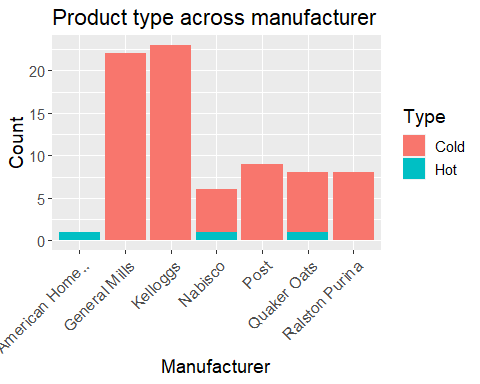 Product type across manufacturer
Count
20
15
10
5
0
American Home..
General Mills
Kelloggs
Nabisco
Post
Quaker Oats
Ralston Purina
Manufacturer
Type
Cold
Hot